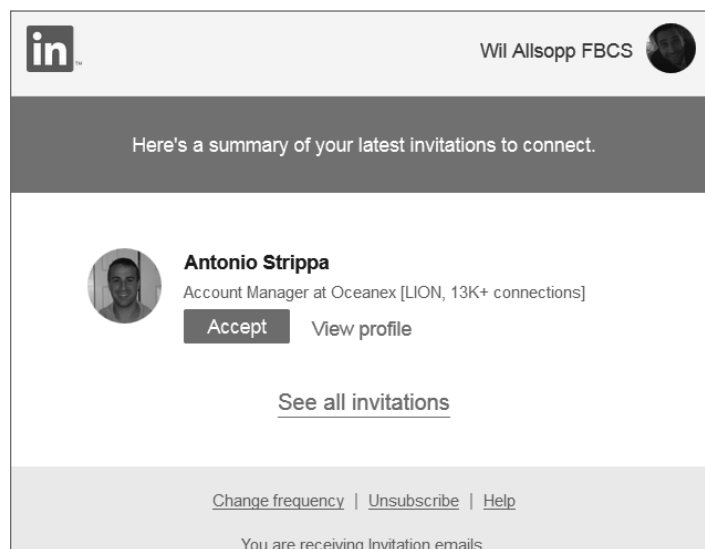 in™
Wil Allsopp FBCS
Here's a summary of your latest invitations to connect.
Antonio Strippa
Account Manager at Oceanex [LION, 13K+ connections]
Accept View profile
See all invitations
Change frequency | Unsubscribe | Help
You are receiving Invitation emails.